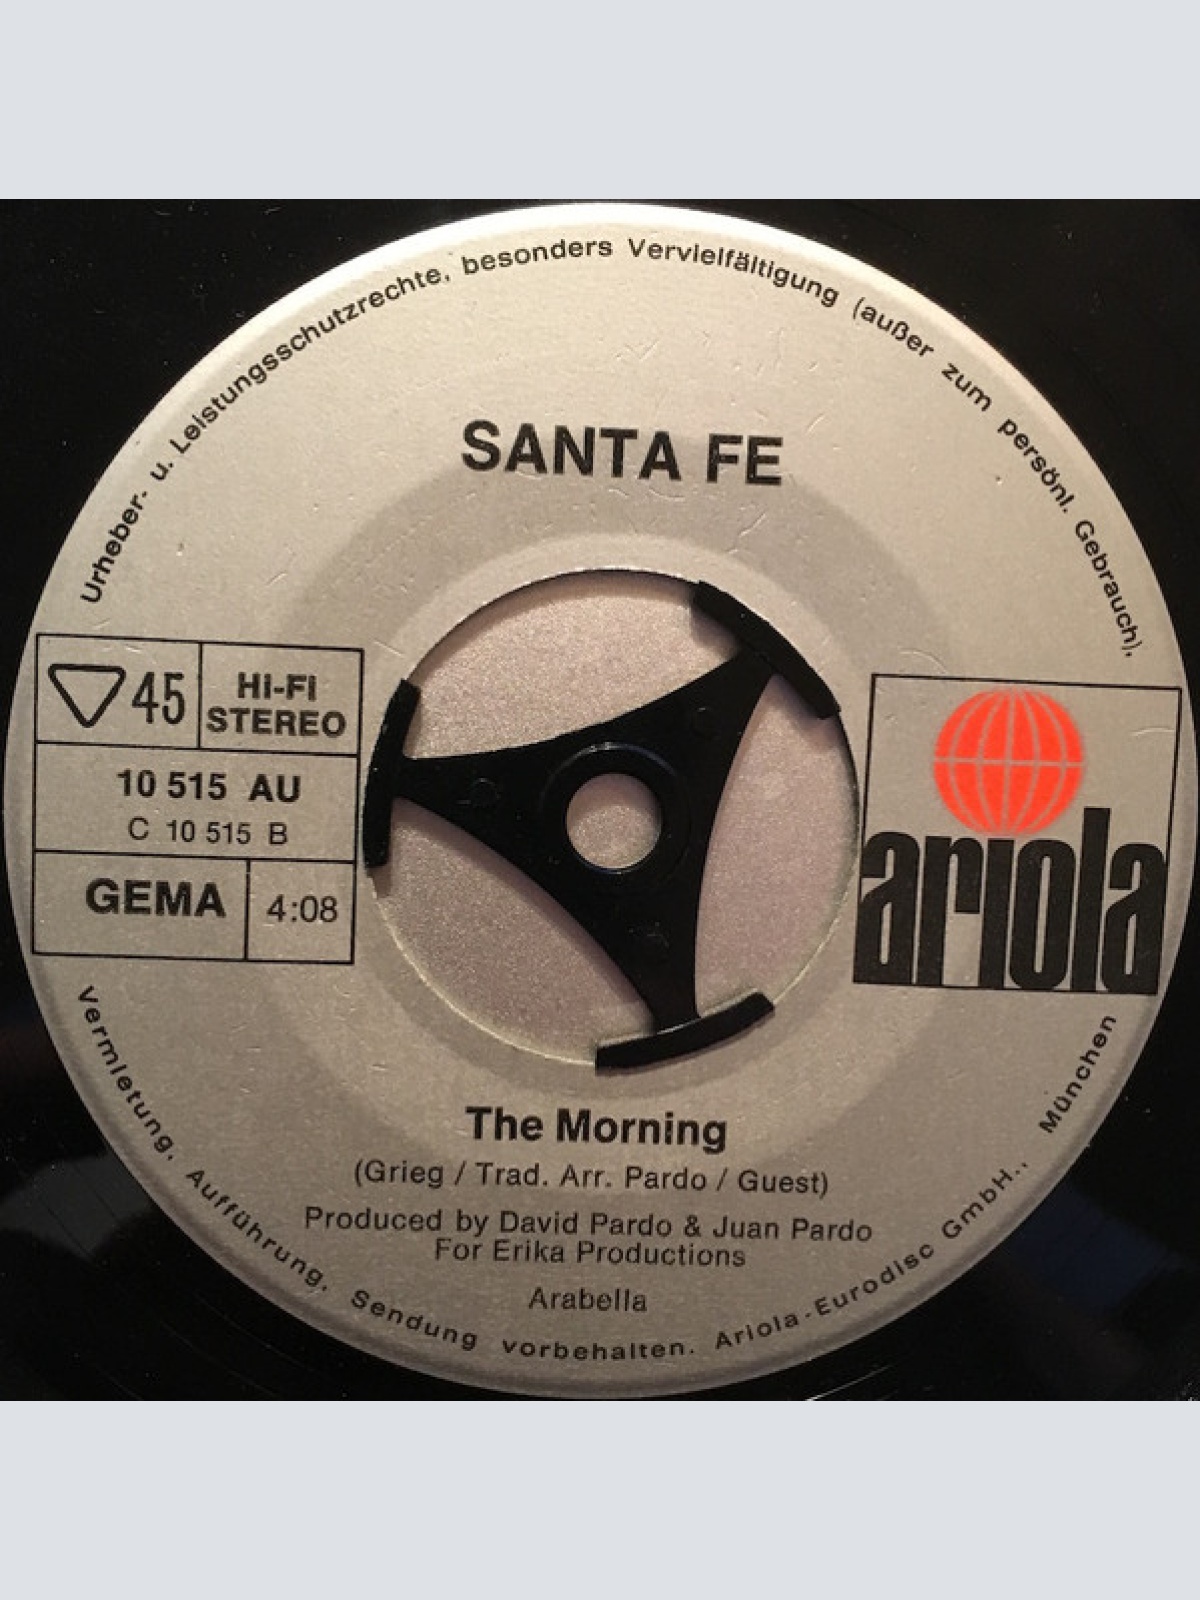 Urheber- u. Leistungsschutzrechte, besonders Vervielfältigung (außer zum persönl. Gebrauch),
SANTA FE
45
HI-FI
STEREO
10 515 AU
C 10 515 B
GEMA
4:08
ariola
The Morning
(Grieg / Trad. Arr. Pardo / Guest)
Produced by David Pardo & Juan Pardo
For Erika Productions
Arabella
Vermietung, Aufführung, Sendung vorbehalten. Ariola-Eurodisc GmbH., München